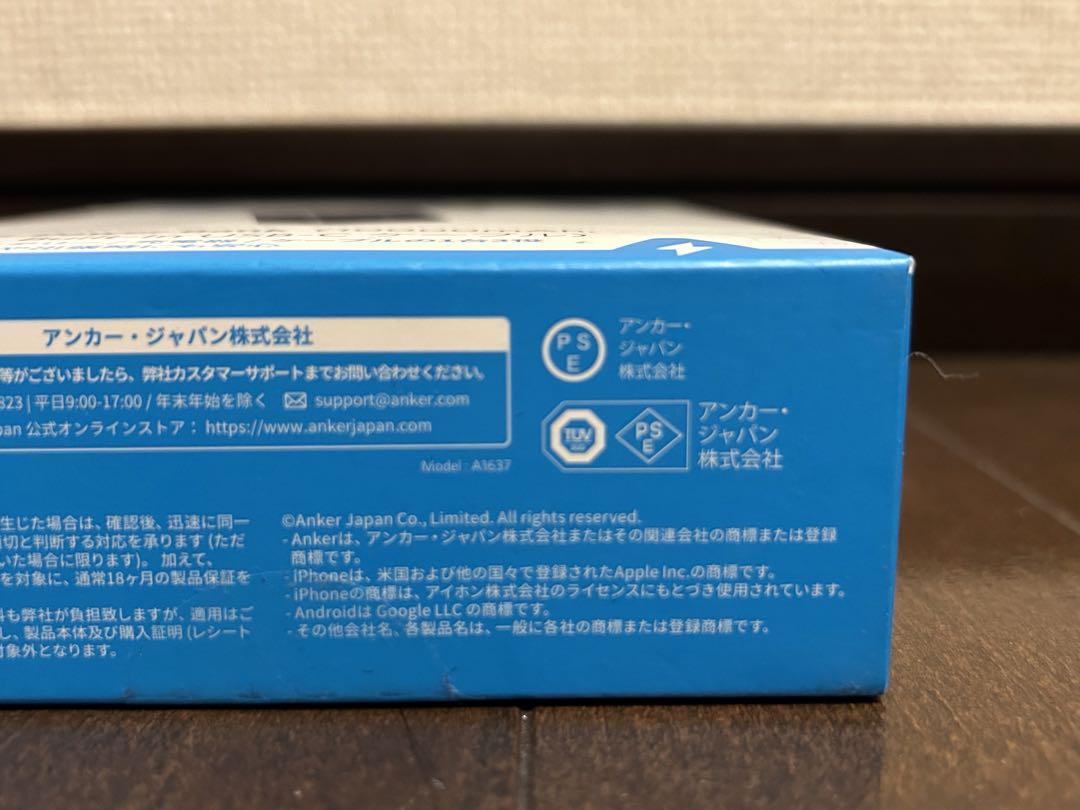 アンカー・ジャパン株式会社
等がございましたら、弊社カスタマーサポートまでお問い合わせください。
823 | 平日9:00-17:00 / 年末年始を除く support@anker.com
pan 公式オンラインストア：https://www.ankerjapan.com
Model : A1637
PSE
アンカー・
ジャパン
株式会社
TÜV
PSE
アンカー・
ジャパン
株式会社
生じた場合は、確認後、迅速に同一
切と判断する対応を承ります (ただ
いた場合に限ります)。 加えて、
を対象に、通常18ヶ月の製品保証を
も弊社が負担致しますが、適用はご
し、製品本体及び購入証明 (レシート
対象外となります。
©Anker Japan Co., Limited. All rights reserved.
- Ankerは、アンカー・ジャパン株式会社またはその関連会社の商標または登録
商標です。
- iPhoneは、米国および他の国々で登録されたApple Inc.の商標です。
- iPhoneの商標は、アイホン株式会社のライセンスにもとづき使用されています。
- Androidは Google LLC の商標です。
- その他会社名、各製品名は、一般に各社の商標または登録商標です。